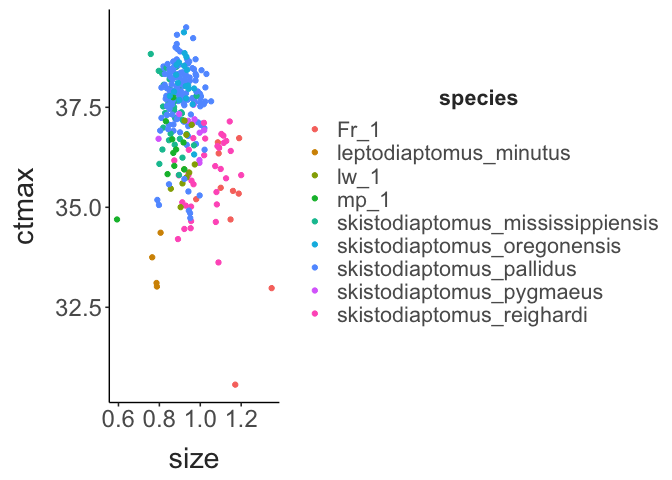 species
37.5
Fr_1
leptodiaptomus_minutus
lw_1
mp_1
35.0
skistodiaptomus_mississippiensis
ctmax
skistodiaptomus_oregonensis
skistodiaptomus_pallidus
skistodiaptomus_pygmaeus
32.5
skistodiaptomus_reighardi
0.6 0.8 1.0 1.2
size